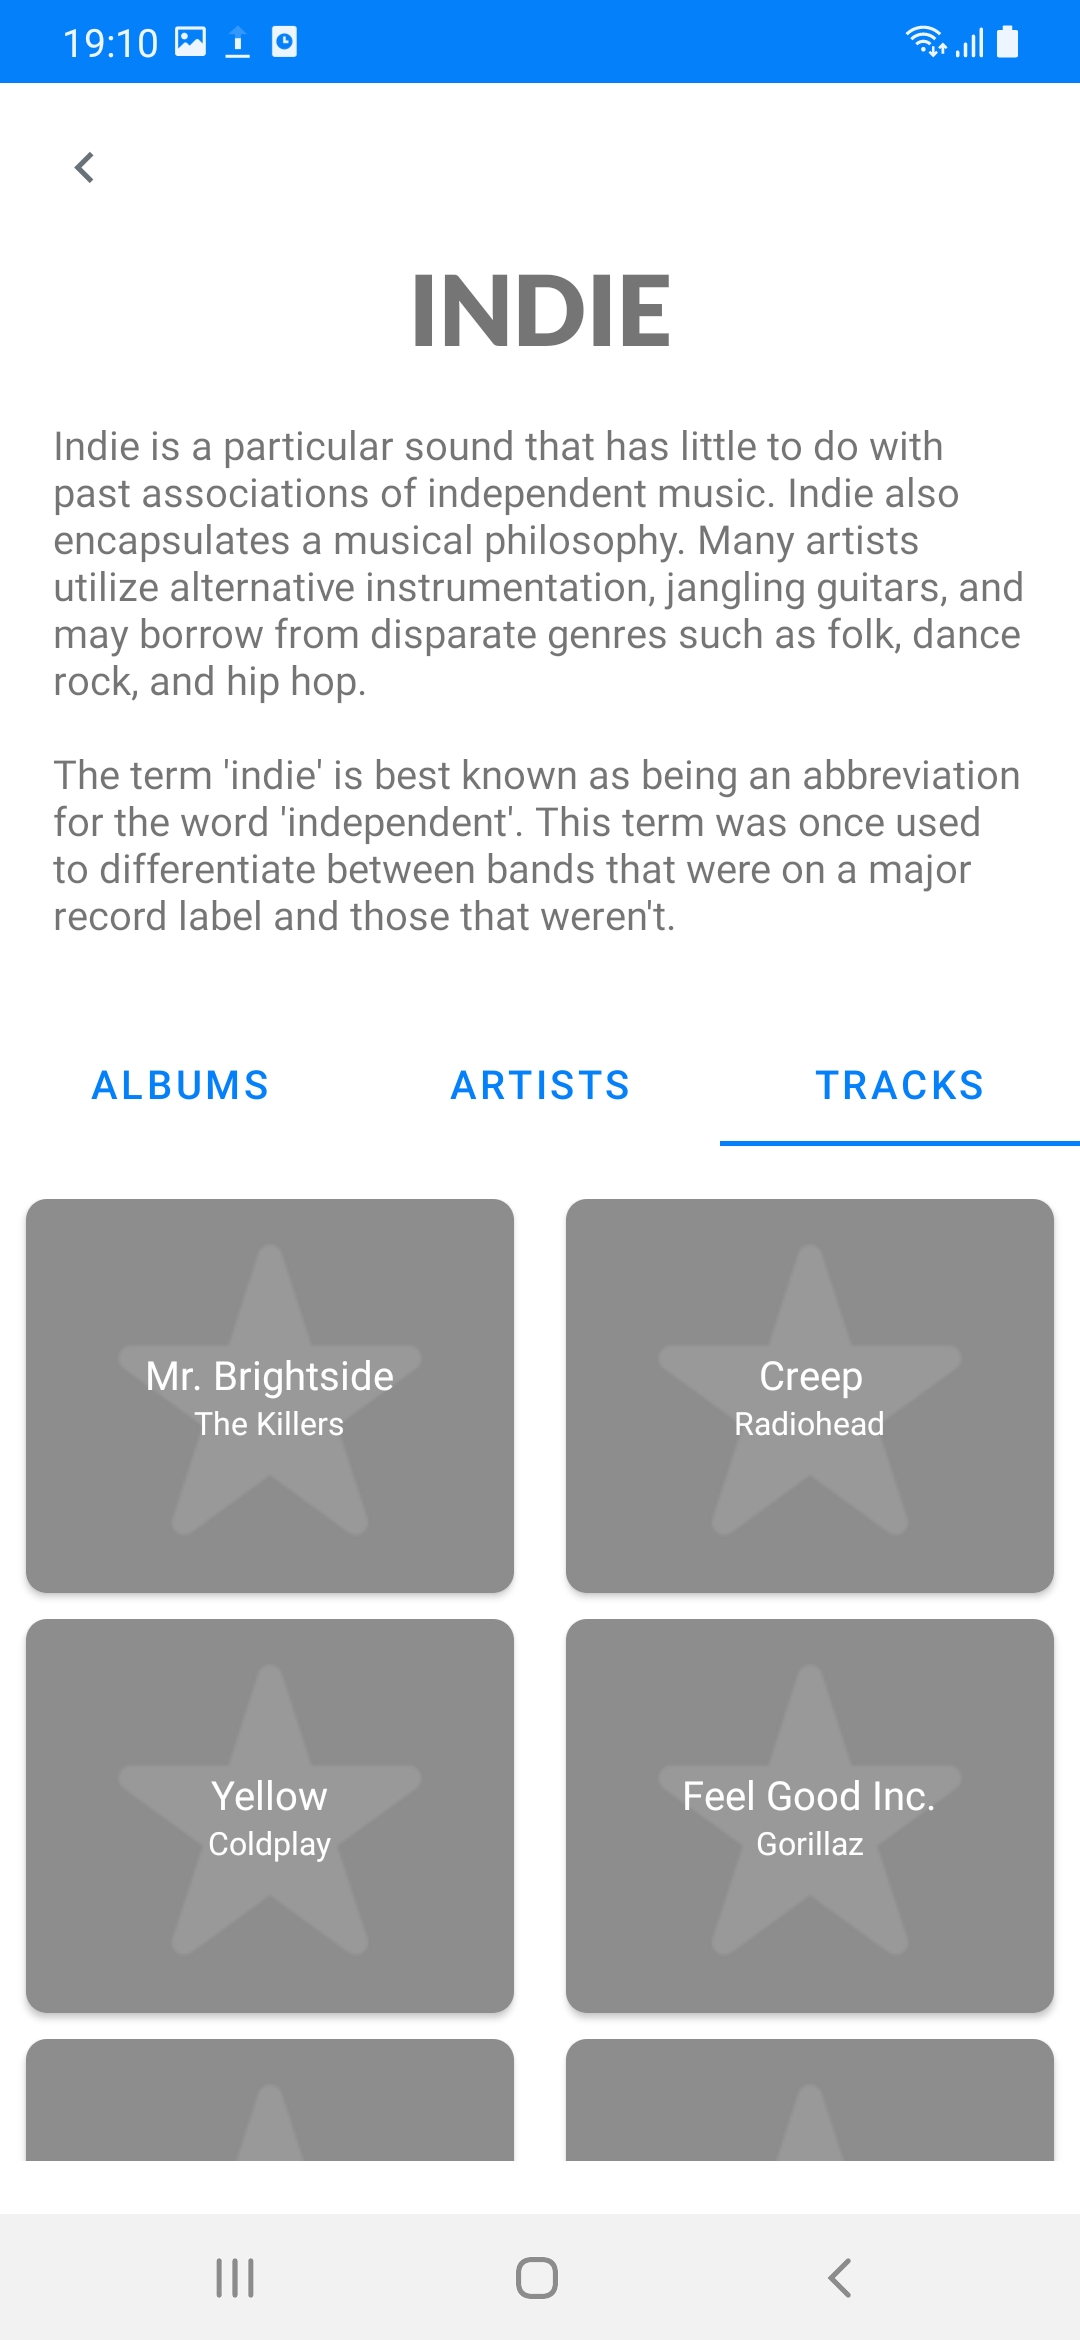 19:10
INDIE
Indie is a particular sound that has little to do with
past associations of independent music. Indie also
encapsulates a musical philosophy. Many artists
utilize alternative instrumentation, jangling guitars, and
may borrow from disparate genres such as folk, dance
rock, and hip hop.
The term 'indie' is best known as being an abbreviation
for the word 'independent'. This term was once used
to differentiate between bands that were on a major
record label and those that weren't.
ALBUMS ARTISTS TRACKS
Mr. Brightside
The Killers
Creep
Radiohead
Yellow
Coldplay
Feel Good Inc.
Gorillaz